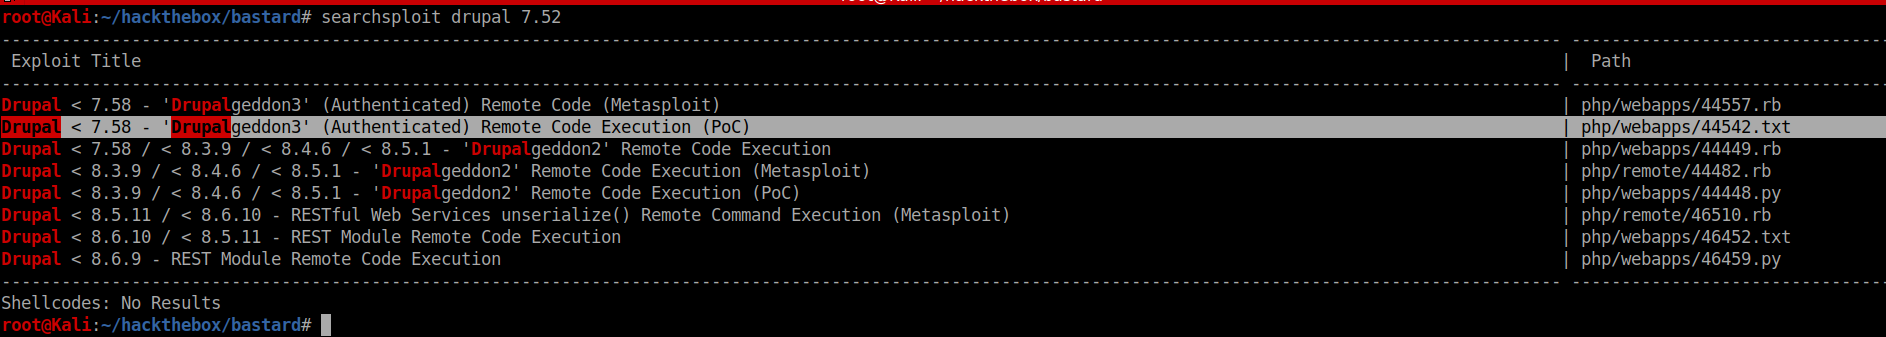 root@Kali:~/hackthebox/bastard# searchsploit drupal 7.52
Exploit Title | Path
Drupal < 7.58 - 'Drupalgeddon3' (Authenticated) Remote Code (Metasploit) | php/webapps/44557.rb
Drupal < 7.58 - 'Drupalgeddon3' (Authenticated) Remote Code Execution (PoC) | php/webapps/44542.txt
Drupal < 7.58 / < 8.3.9 / < 8.4.6 / < 8.5.1 - 'Drupalgeddon2' Remote Code Execution | php/webapps/44449.rb
Drupal < 8.3.9 / < 8.4.6 / < 8.5.1 - 'Drupalgeddon2' Remote Code Execution (Metasploit) | php/remote/44482.rb
Drupal < 8.3.9 / < 8.4.6 / < 8.5.1 - 'Drupalgeddon2' Remote Code Execution (PoC) | php/webapps/44448.py
Drupal < 8.5.11 / < 8.6.10 - RESTful Web Services unserialize() Remote Command Execution (Metasploit) | php/remote/46510.rb
Drupal < 8.6.10 / < 8.5.11 - REST Module Remote Code Execution | php/webapps/46452.txt
Drupal < 8.6.9 - REST Module Remote Code Execution | php/webapps/46459.py
Shellcodes: No Results
root@Kali:~/hackthebox/bastard#